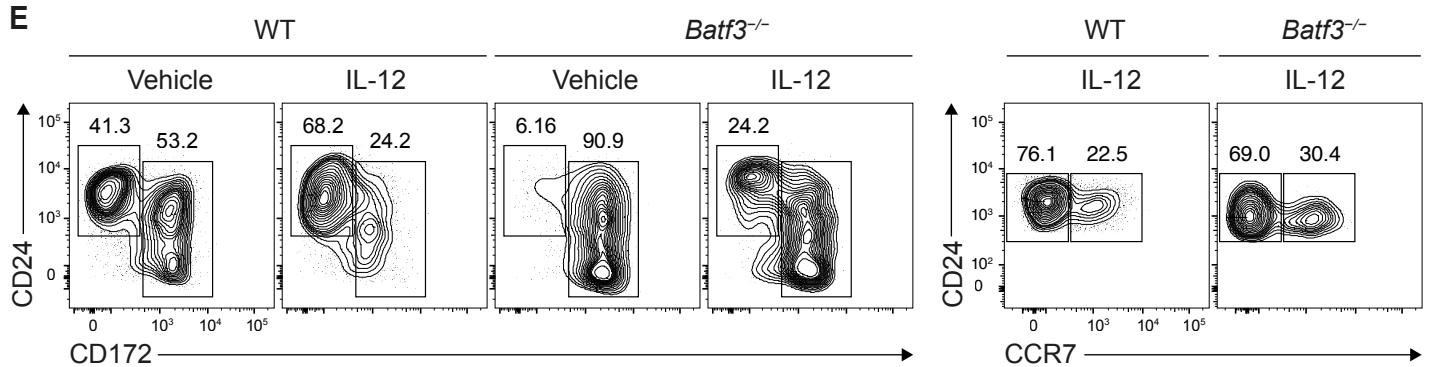 E
WT
Batf3⁻/⁻
WT
Batf3⁻/⁻
Vehicle
IL-12
Vehicle
IL-12
IL-12
IL-12
10⁵
10⁴
10³
0
CD24
41.3
53.2
68.2
24.2
6.16
90.9
24.2
0
10³
10⁴
10⁵
CD172
10⁵
10⁴
10³
10²
0
CD24
76.1
22.5
69.0
30.4
0
10³
10⁴
10⁵
CCR7